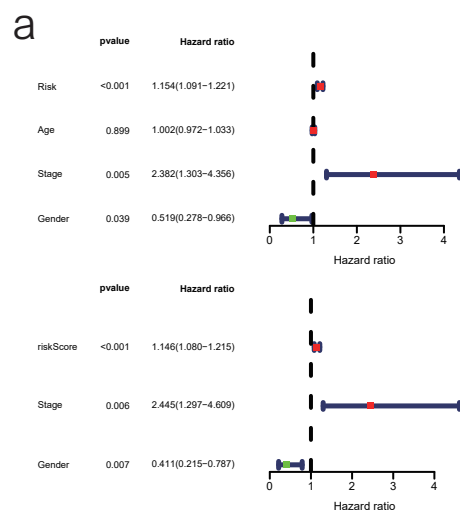 a
pvalue Hazard ratio
Risk <0.001 1.154(1.091−1.221)
Age 0.899 1.002(0.972−1.033)
Stage 0.005 2.382(1.303−4.356)
Gender 0.039 0.519(0.278−0.966)
0 1 2 3 4
Hazard ratio
pvalue Hazard ratio
riskScore <0.001 1.146(1.080−1.215)
Stage 0.006 2.445(1.297−4.609)
Gender 0.007 0.411(0.215−0.787)
0 1 2 3 4
Hazard ratio